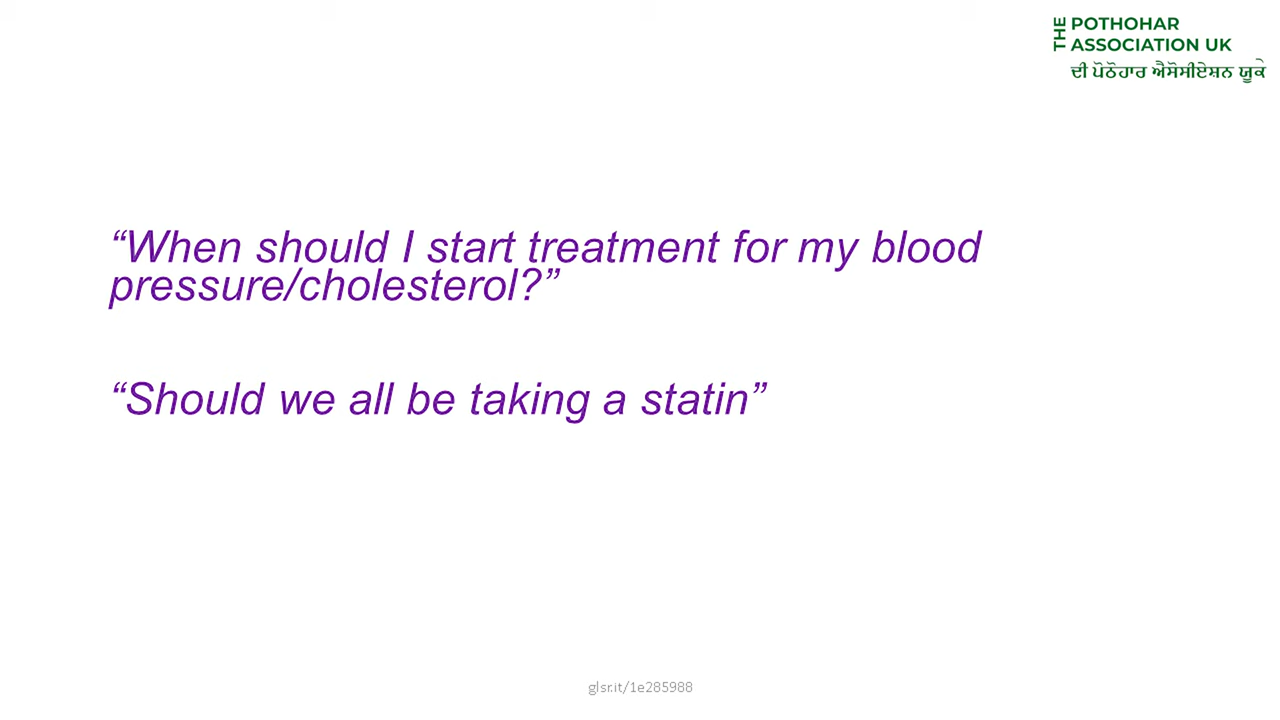 THE POTHOHAR
ASSOCIATION UK
ਦੀ ਪੋਠੋਹਾਰ ਐਸੋਸੀਏਸ਼ਨ ਯੂਕੇ
“When should I start treatment for my blood
pressure/cholesterol?”
“Should we all be taking a statin”
glsr.it/1e285988